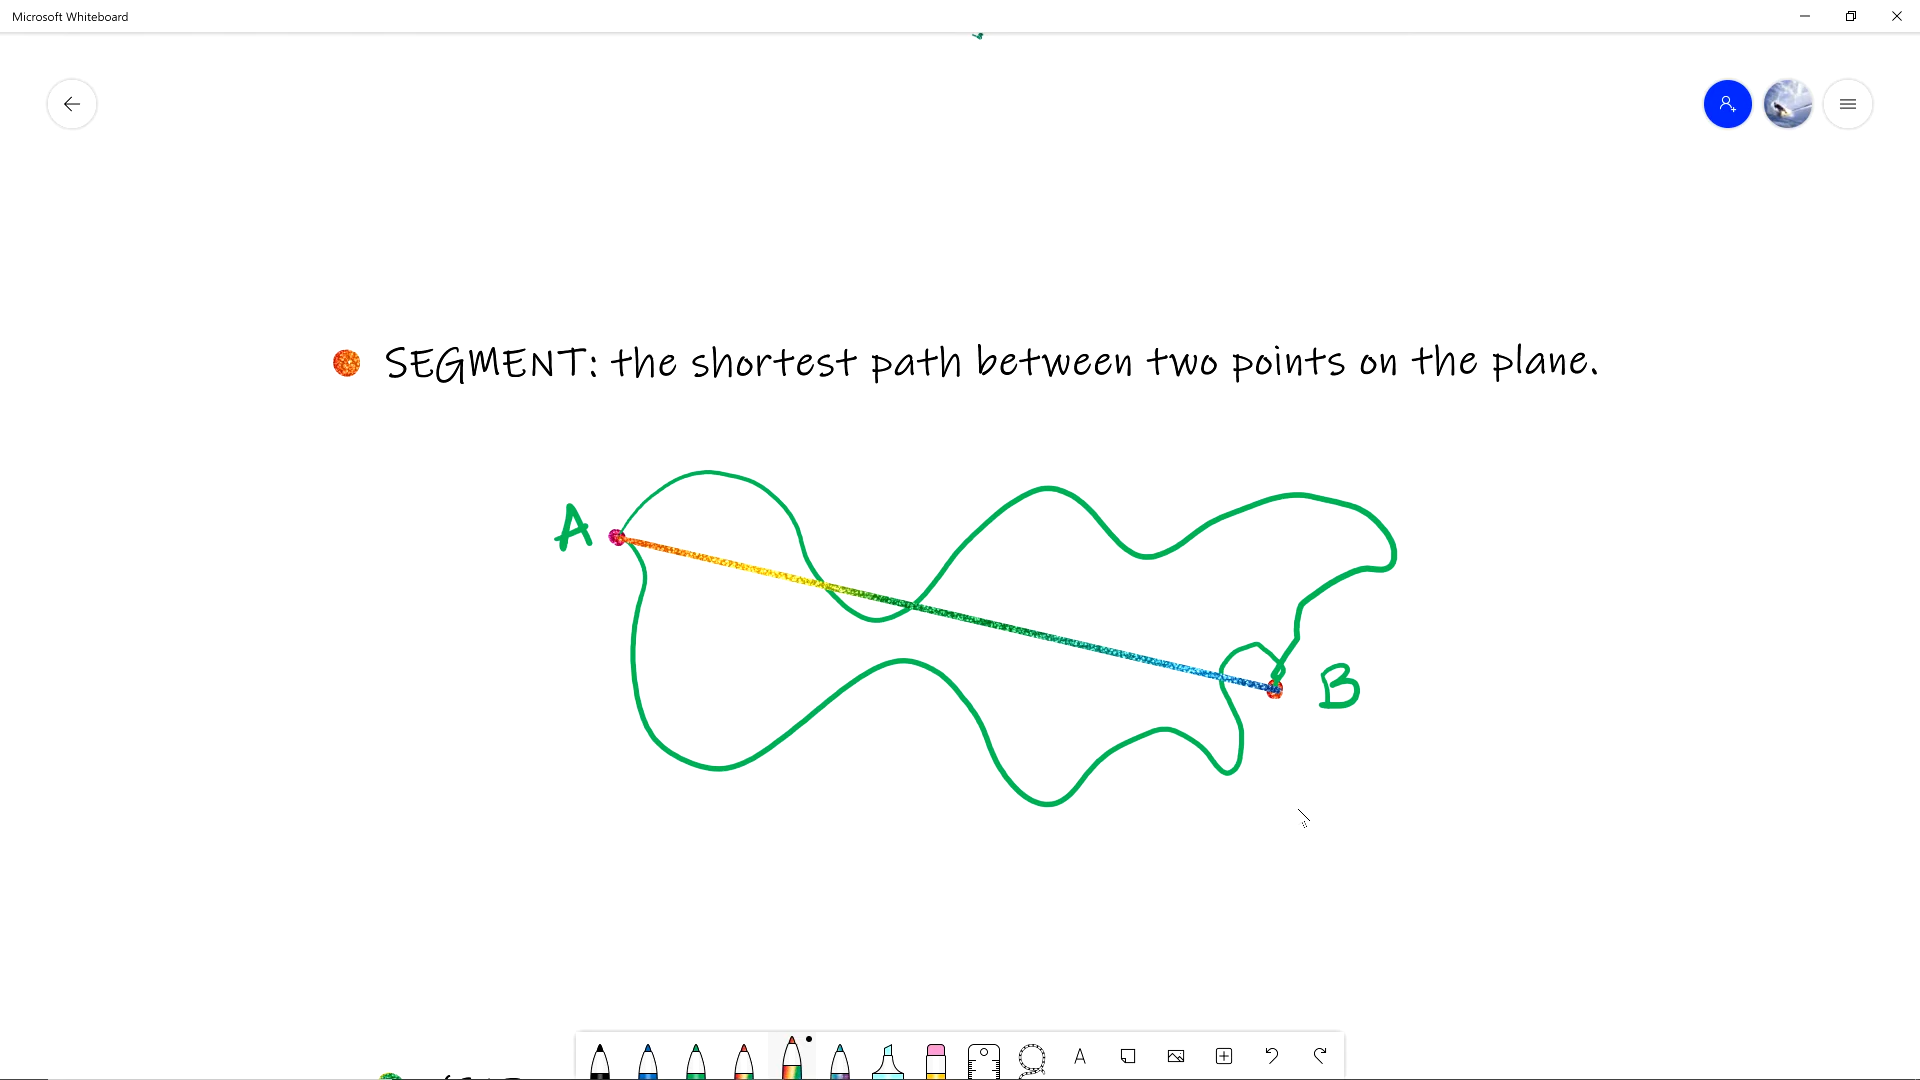 Microsoft Whiteboard
SEGMENT: the shortest path between two points on the plane.
A
B
A